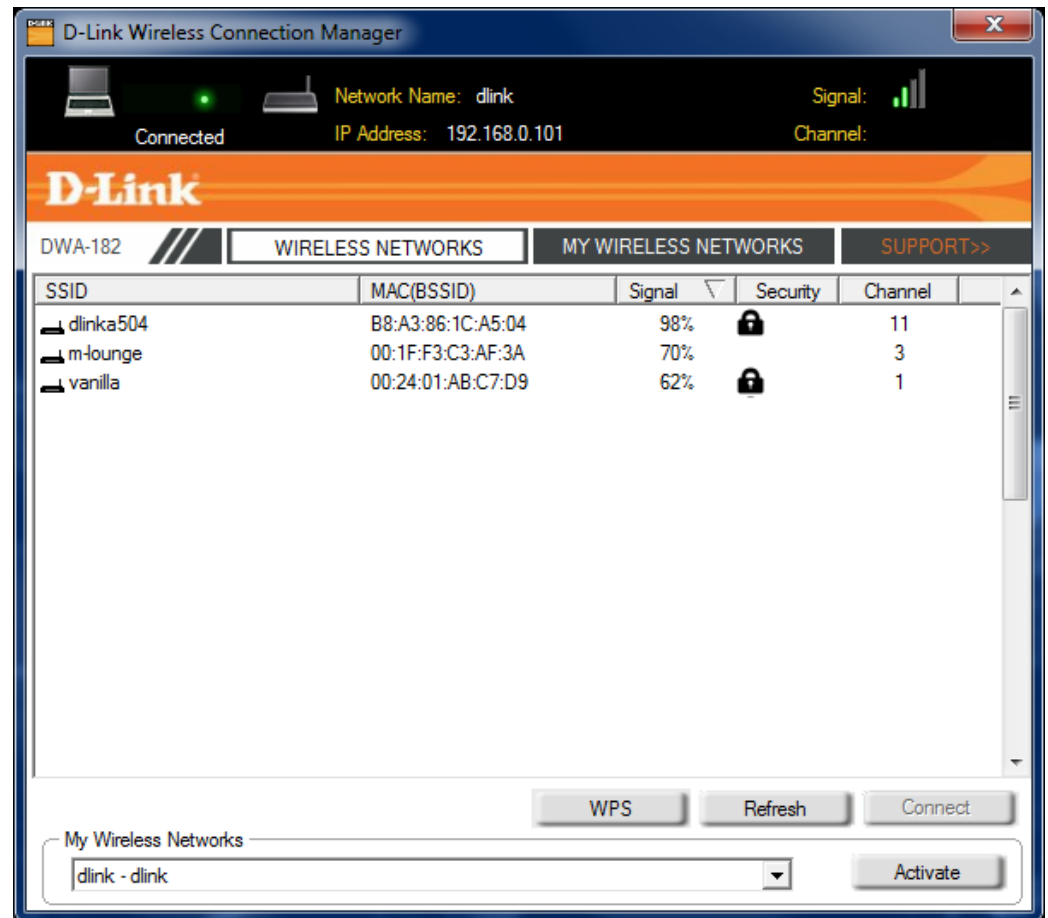 D-Link Wireless Connection Manager
Network Name: dlink Signal:
Connected IP Address: 192.168.0.101 Channel:
D-Link
DWA-182 WIRELESS NETWORKS MY WIRELESS NETWORKS SUPPORT>>
SSID MAC(BSSID) Signal Security Channel
dlinka504 B8:A3:86:1C:A5:04 98% 11
m-lounge 00:1F:F3:C3:AF:3A 70% 3
vanilla 00:24:01:AB:C7:D9 62% 1
WPS Refresh Connect
My Wireless Networks
dlink - dlink Activate